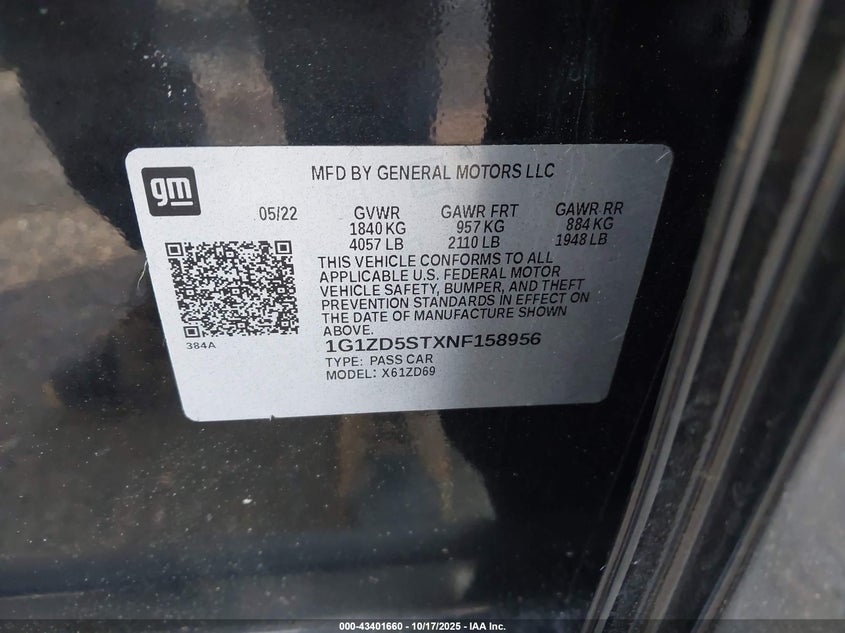 gm
MFD BY GENERAL MOTORS LLC
05/22 GVWR GAWR FRT GAWR RR
1840 KG 957 KG 884 KG
4057 LB 2110 LB 1948 LB
THIS VEHICLE CONFORMS TO ALL
APPLICABLE U.S. FEDERAL MOTOR
VEHICLE SAFETY, BUMPER, AND THEFT
PREVENTION STANDARDS IN EFFECT ON
THE DATE OF MANUFACTURE SHOWN
ABOVE.
384A
1G1ZD5STXNF158956
TYPE: PASS CAR
MODEL: X61ZD69
000-43401660 - 10/17/2025 - IAA Inc.